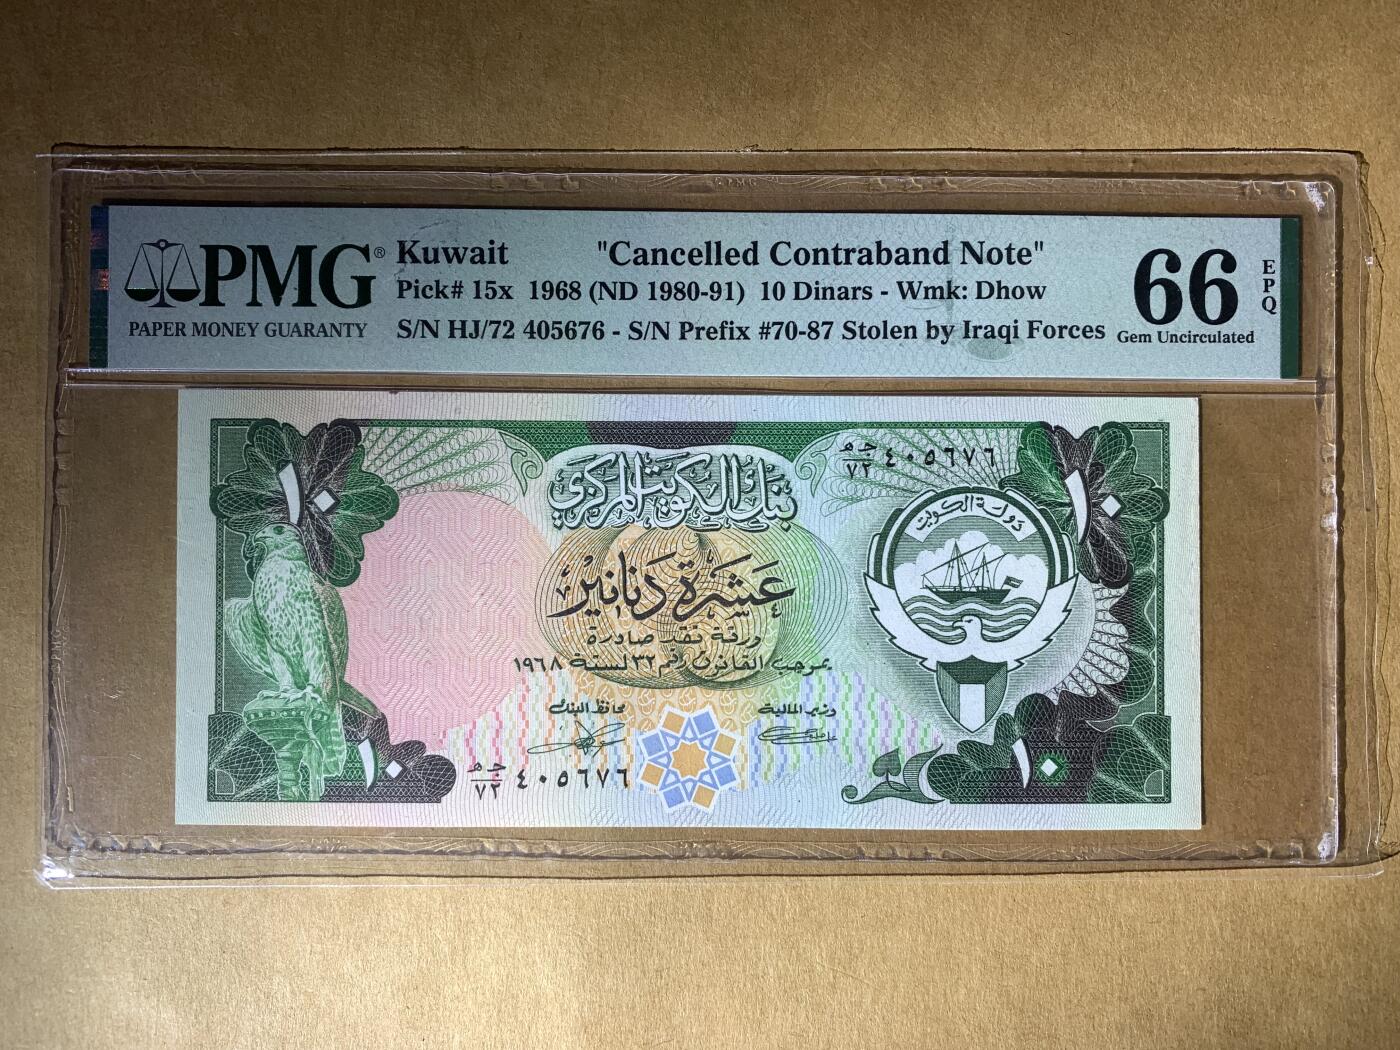 PMG®
PAPER MONEY GUARANTY
Kuwait "Cancelled Contraband Note"
Pick# 15x 1968 (ND 1980-91) 10 Dinars - Wmk: Dhow
S/N HJ/72 405676 - S/N Prefix #70-87 Stolen by Iraqi Forces
66
EPQ
Gem Uncirculated
١٠
١٠
بنك الكويت المركزي
٤٠٥٦٧٦
٧٢
دولة الكويت
عشرة دنانير
ورقة نقد صادرة
بموجب القانون رقم ٣٢ لسنة ١٩٦٨
محافظ البنك
وزير المالية
٤٠٥٦٧٦
٧٢
١٠
١٠